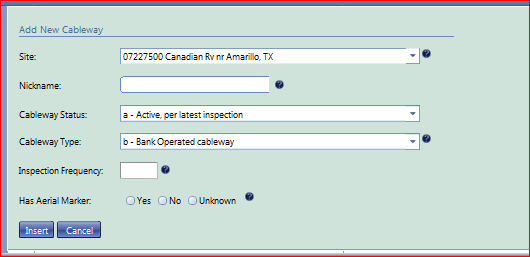 Add New Cableway
Site: 07227500 Canadian Rv nr Amarillo, TX ?
Nickname: ?
Cableway Status: a - Active, per latest inspection
Cableway Type: b - Bank Operated cableway ?
Inspection Frequency: ?
Has Aerial Marker: Yes No Unknown ?
Insert Cancel